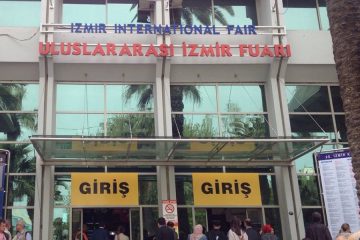 IZMIR INTERNATIONAL FAIR
ULUSLARARASI İZMİR FUARI
GİRİŞ
GİRİŞ